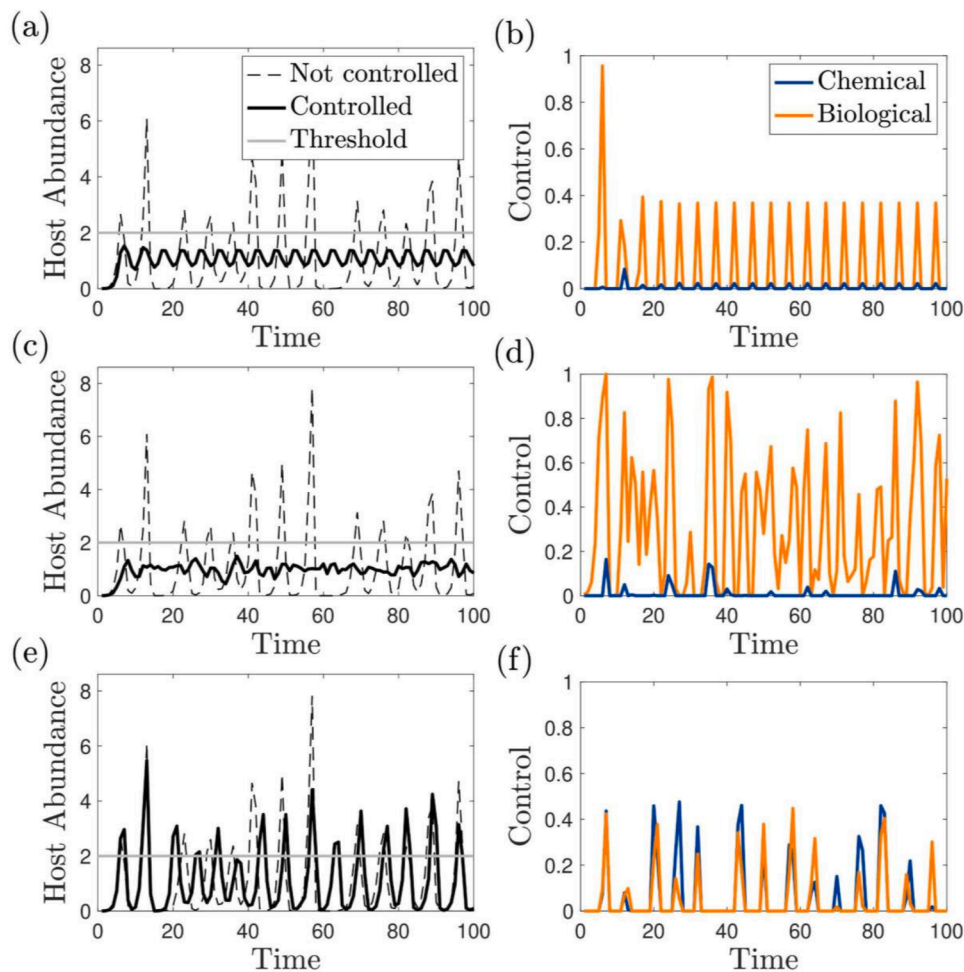 (a)
Host Abundance
8
6
4
2
0
Not controlled
Controlled
Threshold
0 20 40 60 80 100
Time
(b)
Control
1
0.8
0.6
0.4
0.2
0
Chemical
Biological
0 20 40 60 80 100
Time
(c)
Host Abundance
8
6
4
2
0
0 20 40 60 80 100
Time
(d)
Control
1
0.8
0.6
0.4
0.2
0
0 20 40 60 80 100
Time
(e)
Host Abundance
8
6
4
2
0
0 20 40 60 80 100
Time
(f)
Control
1
0.8
0.6
0.4
0.2
0
0 20 40 60 80 100
Time